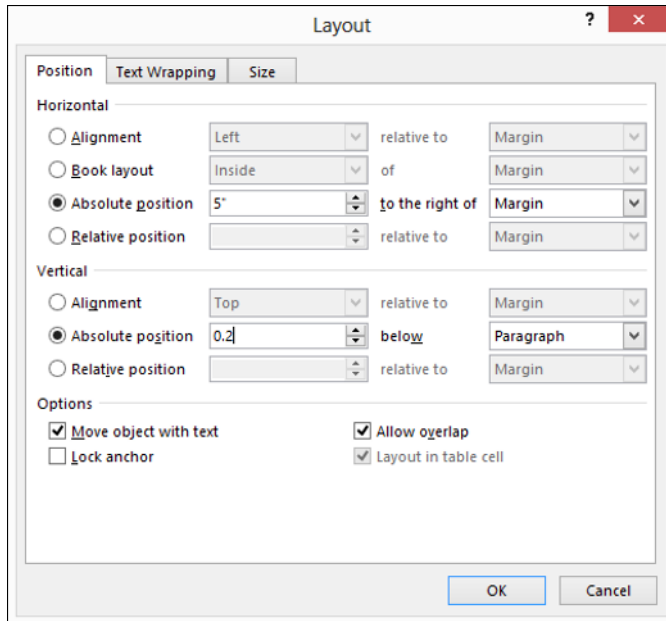 Layout ?
Position Text Wrapping Size
Horizontal
Alignment Left relative to Margin
Book layout Inside of Margin
Absolute position 5" to the right of Margin
Relative position relative to Margin
Vertical
Alignment Top relative to Margin
Absolute position 0.2 below Paragraph
Relative position relative to Margin
Options
Move object with text Allow overlap
Lock anchor Layout in table cell
OK Cancel